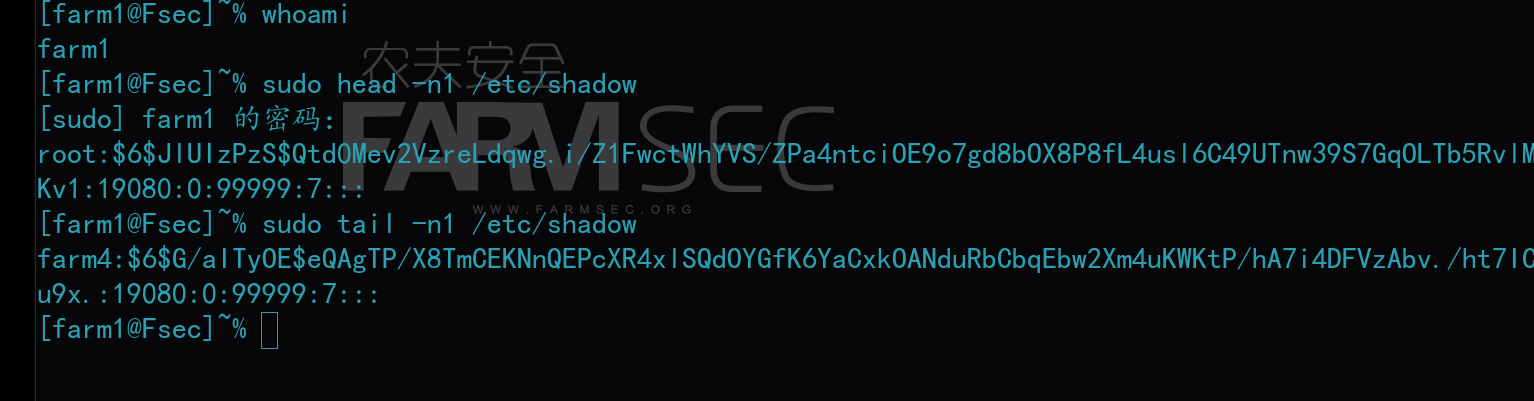 [farm1@Fsec]~% whoami
farm1
农夫安全
[farm1@Fsec]~% sudo head -n1 /etc/shadow
[sudo] farm1 的密码:
FARMSEC
root:$6$JlUIzPzS$Qtd0Mev2VzreLdqwg.i/Z1FwctWhYVS/ZPa4ntciOE9o7gd8bOX8P8fL4usl6C49UTnw39S7GqOLTb5RvlM
Kv1:19080:0:99999:7:::
WWW.FARMSEC.ORG
[farm1@Fsec]~% sudo tail -n1 /etc/shadow
farm4:$6$G/alTyOE$eQAgTP/X8TmCEKNnQEPcXR4xlSQdOYGfK6YaCxkOANduRbCbqEbw2Xm4uKWKtP/hA7i4DFVzAbv./ht7lC
u9x.:19080:0:99999:7:::
[farm1@Fsec]~%